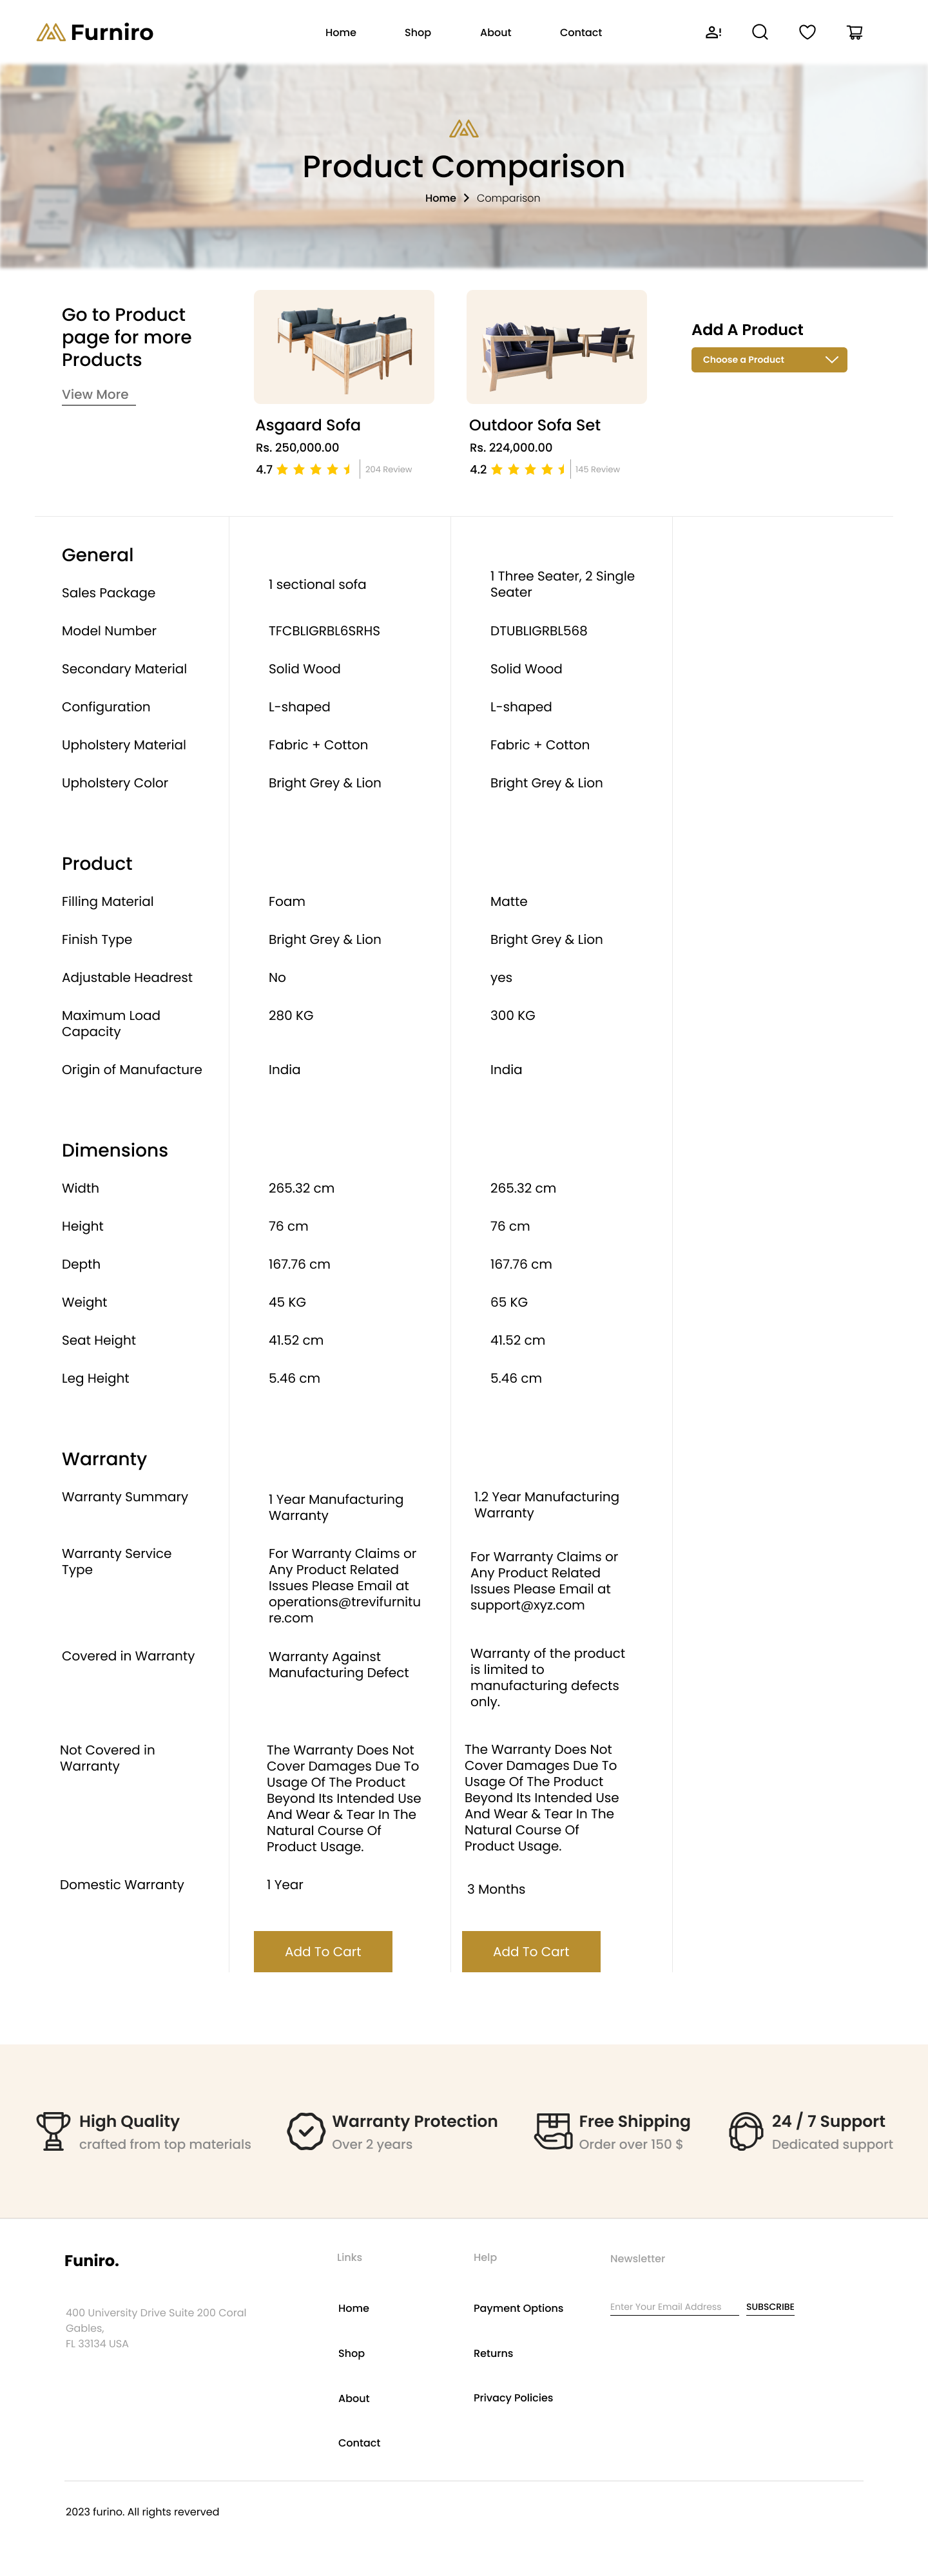 Furniro
Home
Shop
About
Contact
Product Comparison
Home
Comparison
Go to Product
page for more
Products
View More
Asgaard Sofa
Rs. 250,000.00
4.7
204 Review
Outdoor Sofa Set
Rs. 224,000.00
4.2
145 Review
Add A Product
Choose a Product
General
Sales Package
1 sectional sofa
1 Three Seater, 2 Single
Seater
Model Number
TFCBLIGRBL6SRHS
DTUBLIGRBL568
Secondary Material
Solid Wood
Solid Wood
Configuration
L-shaped
L-shaped
Upholstery Material
Fabric + Cotton
Fabric + Cotton
Upholstery Color
Bright Grey & Lion
Bright Grey & Lion
Product
Filling Material
Foam
Matte
Finish Type
Bright Grey & Lion
Bright Grey & Lion
Adjustable Headrest
No
yes
Maximum Load
Capacity
280 KG
300 KG
Origin of Manufacture
India
India
Dimensions
Width
265.32 cm
265.32 cm
Height
76 cm
76 cm
Depth
167.76 cm
167.76 cm
Weight
45 KG
65 KG
Seat Height
41.52 cm
41.52 cm
Leg Height
5.46 cm
5.46 cm
Warranty
Warranty Summary
1 Year Manufacturing
Warranty
1.2 Year Manufacturing
Warranty
Warranty Service
Type
For Warranty Claims or
Any Product Related
Issues Please Email at
operations@trevifurnitu
re.com
For Warranty Claims or
Any Product Related
Issues Please Email at
support@xyz.com
Covered in Warranty
Warranty Against
Manufacturing Defect
Warranty of the product
is limited to
manufacturing defects
only.
Not Covered in
Warranty
The Warranty Does Not
Cover Damages Due To
Usage Of The Product
Beyond Its Intended Use
And Wear & Tear In The
Natural Course Of
Product Usage.
The Warranty Does Not
Cover Damages Due To
Usage Of The Product
Beyond Its Intended Use
And Wear & Tear In The
Natural Course Of
Product Usage.
Domestic Warranty
1 Year
3 Months
Add To Cart
Add To Cart
High Quality
crafted from top materials
Warranty Protection
Over 2 years
Free Shipping
Order over 150 $
24 / 7 Support
Dedicated support
Funiro.
400 University Drive Suite 200 Coral
Gables,
FL 33134 USA
Links
Home
Shop
About
Contact
Help
Payment Options
Returns
Privacy Policies
Newsletter
Enter Your Email Address
SUBSCRIBE
2023 furino. All rights reverved